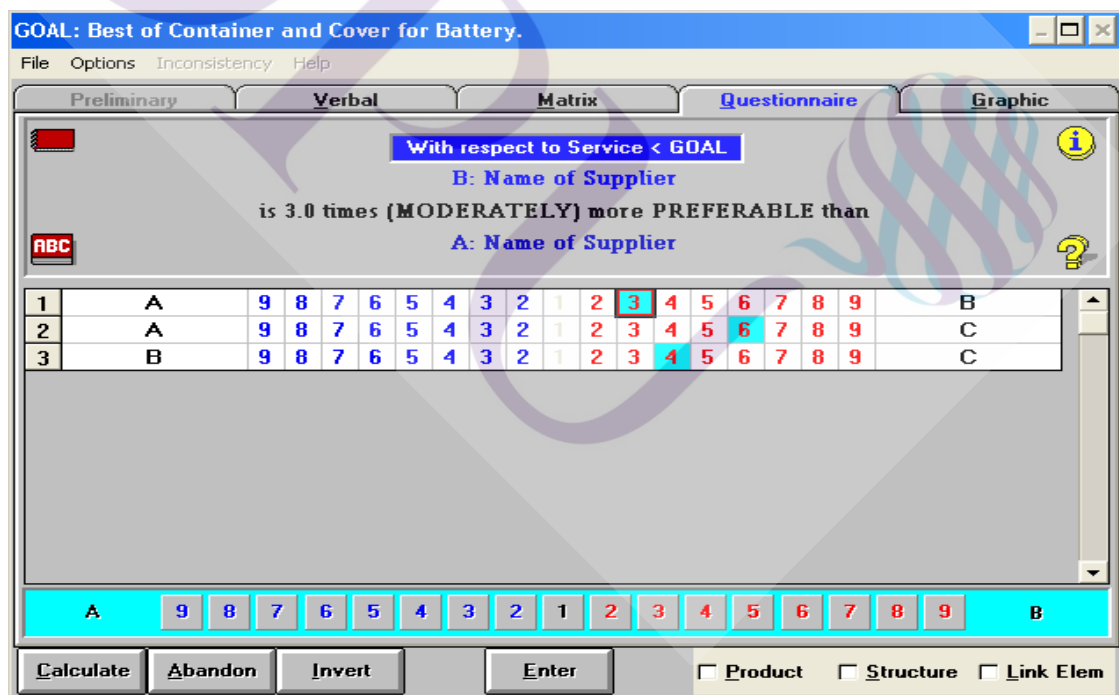 GOAL: Best of Container and Cover for Battery.
File Options Inconsistency Help
Preliminary Verbal Matrix Questionnaire Graphic
With respect to Service < GOAL
B: Name of Supplier
is 3.0 times (MODERATELY) more PREFERABLE than
ABC A: Name of Supplier
1 A 9 8 7 6 5 4 3 2 1 2 3 4 5 6 7 8 9 B
2 A 9 8 7 6 5 4 3 2 1 2 3 4 5 6 7 8 9 C
3 B 9 8 7 6 5 4 3 2 1 2 3 4 5 6 7 8 9 C
A 9 8 7 6 5 4 3 2 1 2 3 4 5 6 7 8 9 B
Calculate Abandon Invert Enter Product Structure Link Elem